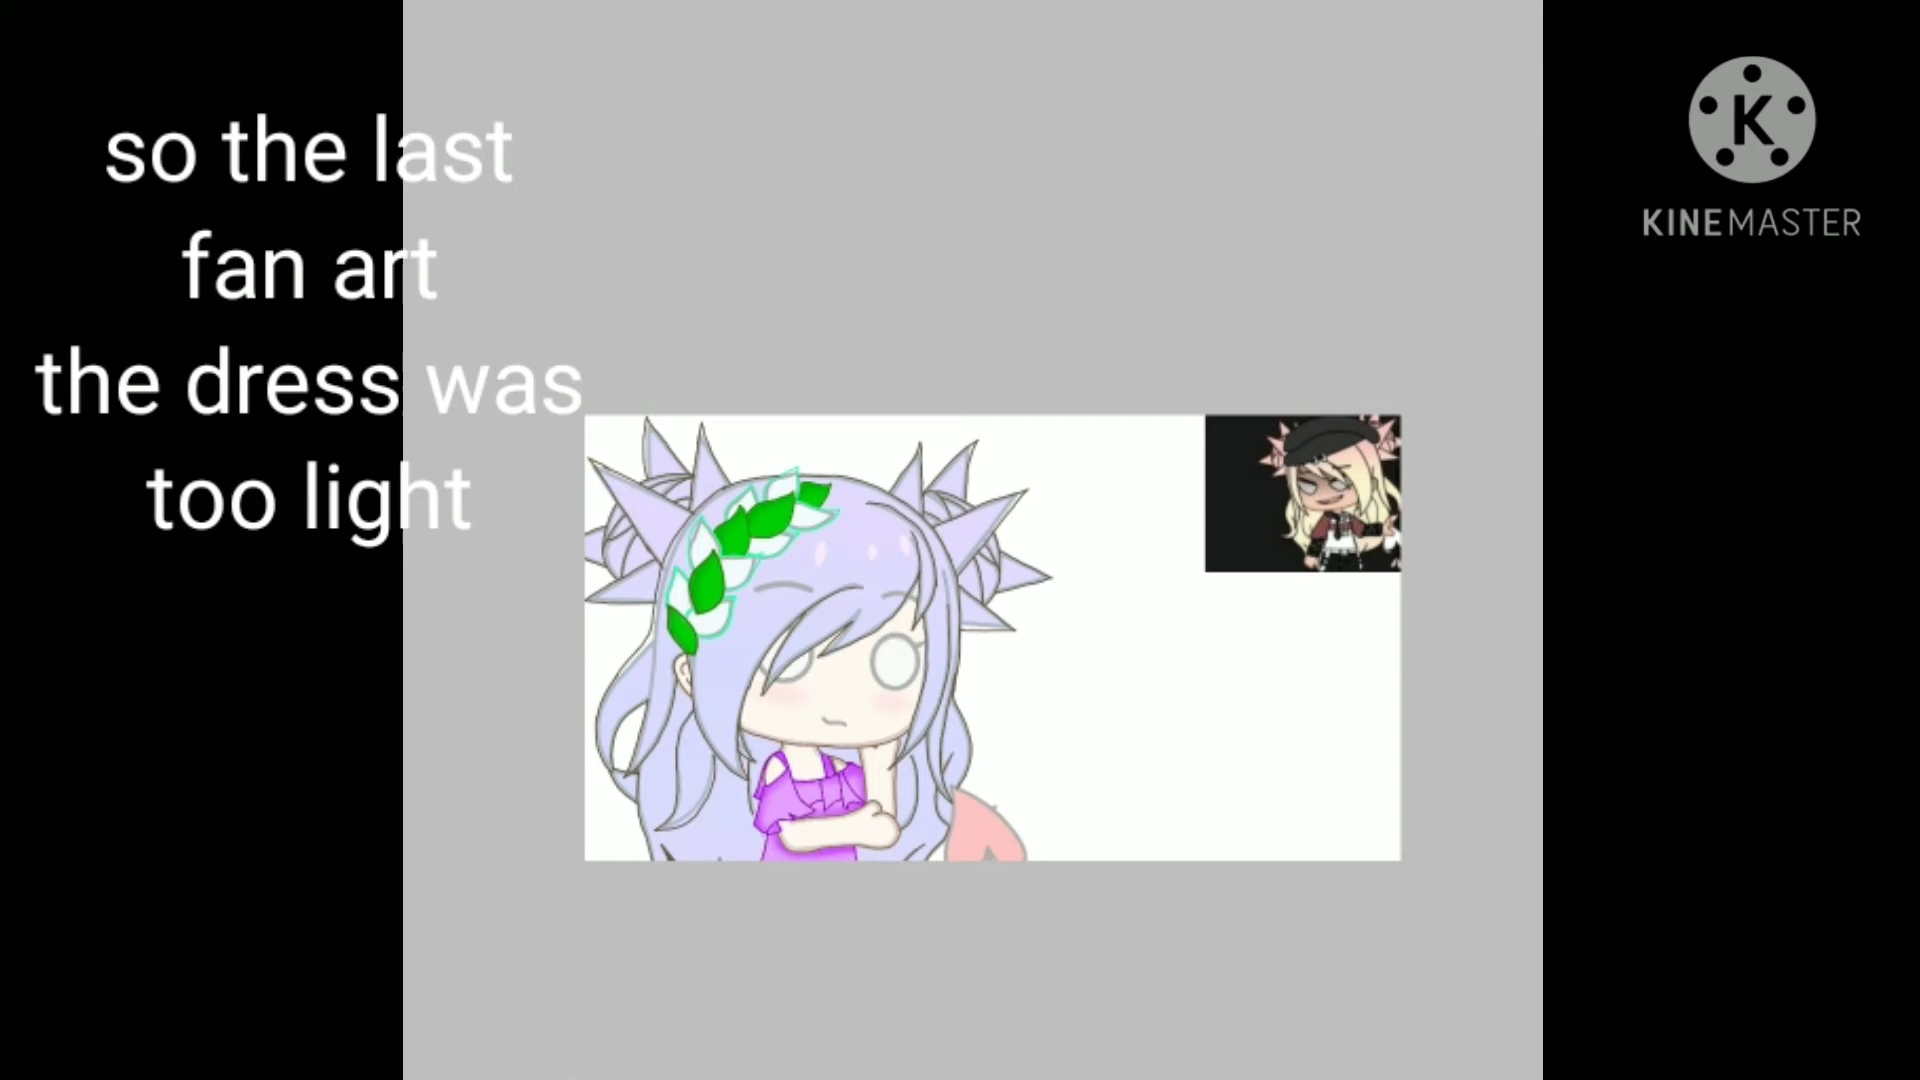 so the last
fan art
the dress was
too light
K
KINEMASTER